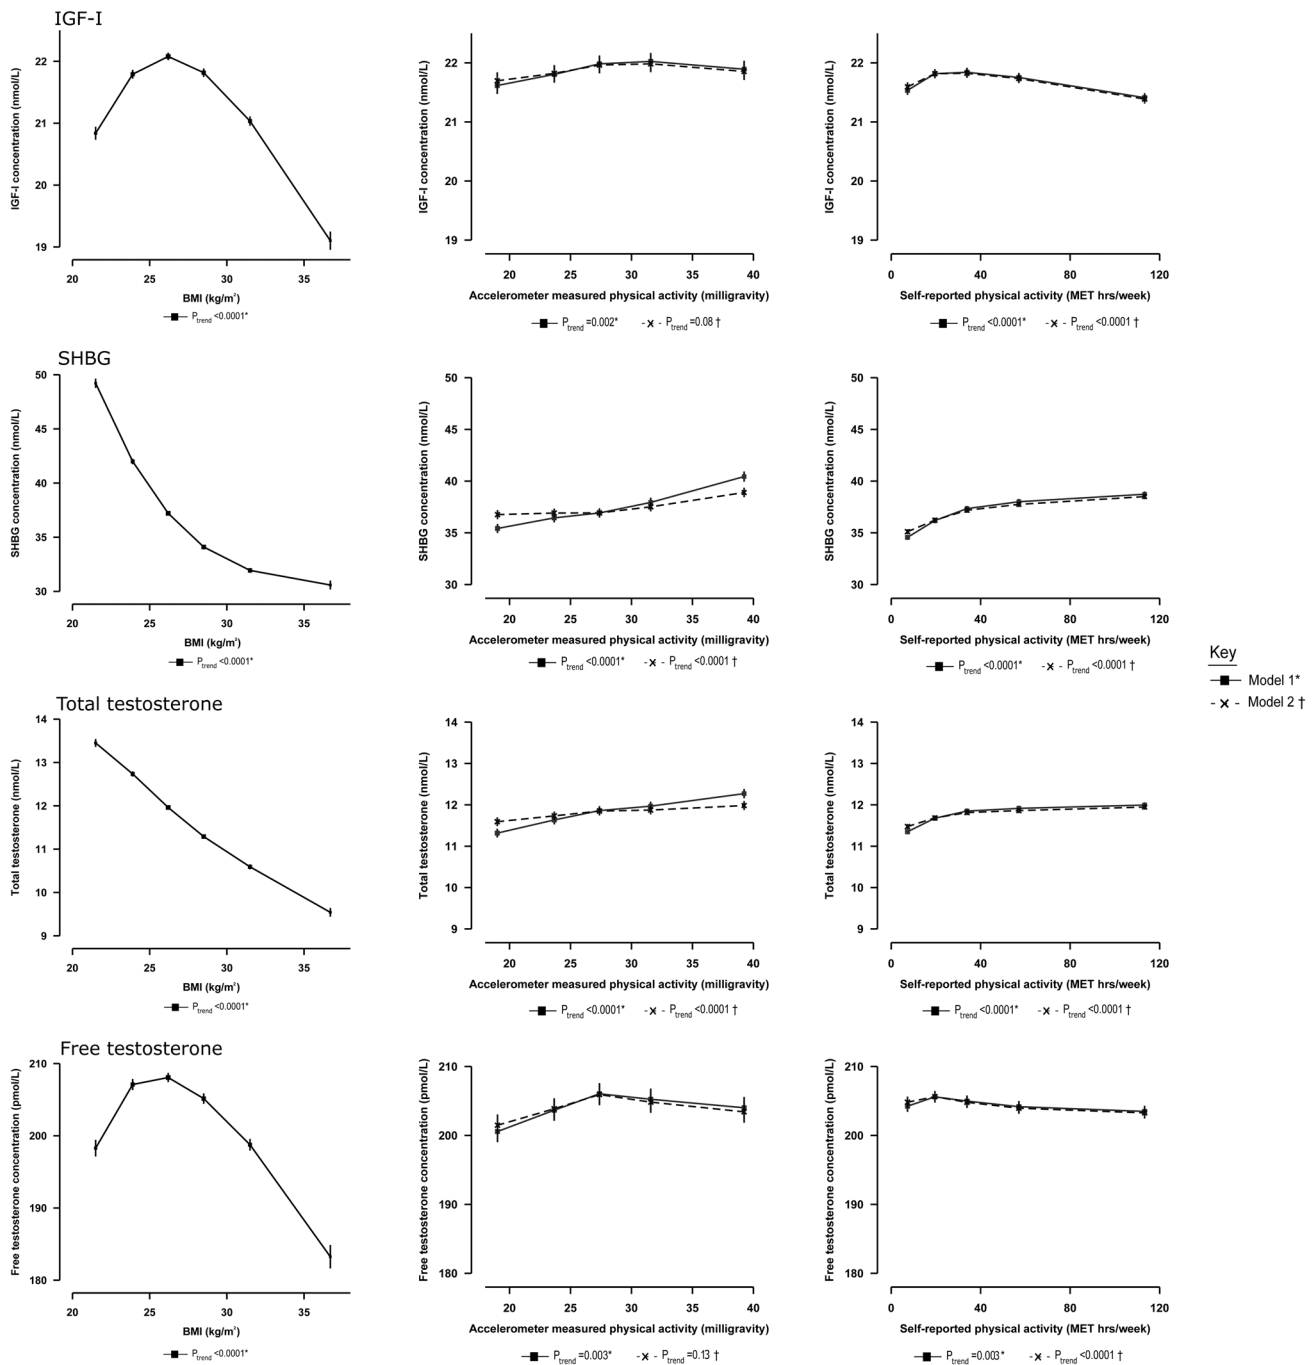 IGF-I
IGF-I concentration (nmol/L)
22
21
20
19
20 25 30 35
BMI (kg/m²)
Ptrend <0.0001*
IGF-I concentration (nmol/L)
22
21
20
19
20 25 30 35 40
Accelerometer measured physical activity (milligravity)
Ptrend =0.002* Ptrend =0.08 †
IGF-I concentration (nmol/L)
22
21
20
19
0 40 80 120
Self-reported physical activity (MET hrs/week)
Ptrend <0.0001* Ptrend <0.0001 †
SHBG
SHBG concentration (nmol/L)
50
45
40
35
30
20 25 30 35
BMI (kg/m²)
Ptrend <0.0001*
SHBG concentration (nmol/L)
50
45
40
35
30
20 25 30 35 40
Accelerometer measured physical activity (milligravity)
Ptrend <0.0001* Ptrend <0.0001 †
SHBG concentration (nmol/L)
50
45
40
35
30
0 40 80 120
Self-reported physical activity (MET hrs/week)
Ptrend <0.0001* Ptrend <0.0001 †
Key
Model 1*
Model 2 †
Total testosterone
Total testosterone (nmol/L)
14
13
12
11
10
9
20 25 30 35
BMI (kg/m²)
Ptrend <0.0001*
Total testosterone (nmol/L)
14
13
12
11
10
9
20 25 30 35 40
Accelerometer measured physical activity (milligravity)
Ptrend <0.0001* Ptrend <0.0001 †
Total testosterone (nmol/L)
14
13
12
11
10
9
0 40 80 120
Self-reported physical activity (MET hrs/week)
Ptrend <0.0001* Ptrend <0.0001 †
Free testosterone
Free testosterone concentration (pmol/L)
210
200
190
180
20 25 30 35
BMI (kg/m²)
Ptrend <0.0001*
Free testosterone concentration (pmol/L)
210
200
190
180
20 25 30 35 40
Accelerometer measured physical activity (milligravity)
Ptrend =0.003* Ptrend =0.13 †
Free testosterone concentration (pmol/L)
210
200
190
180
0 40 80 120
Self-reported physical activity (MET hrs/week)
Ptrend =0.003* Ptrend <0.0001 †